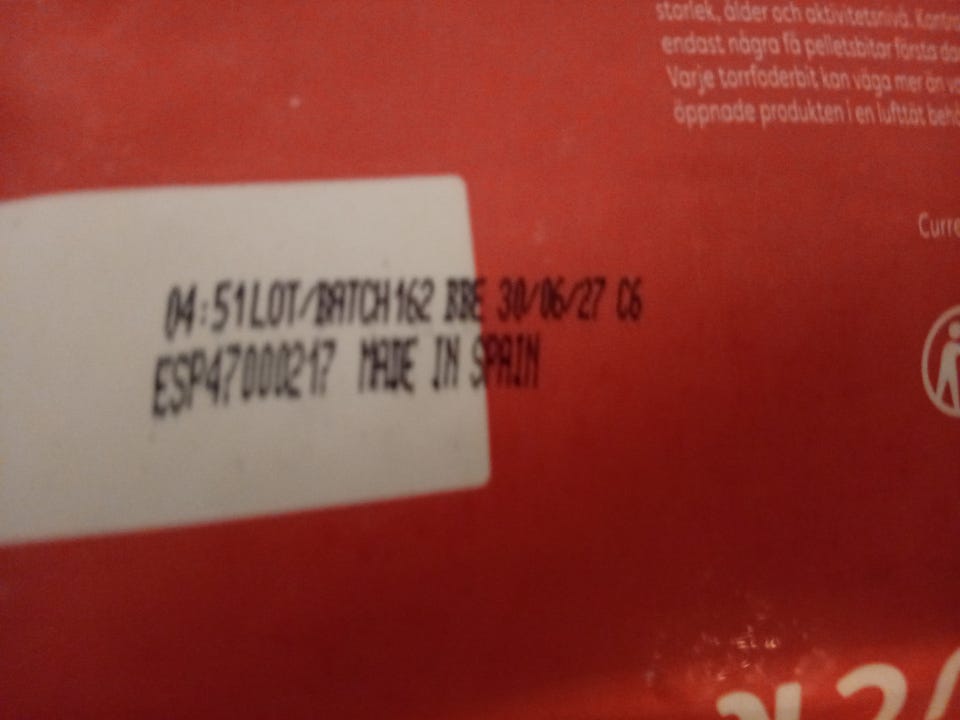 storlek, ålder och aktivitetsnivå.
endast några få pelletsbitar första
Varje torrfoderbit kan väga mer än
öppnade produkten i en lufttät
04:51LOT/BATCH162 BBE 30/06/27 C6
ESP47000217 MADE IN SPAIN